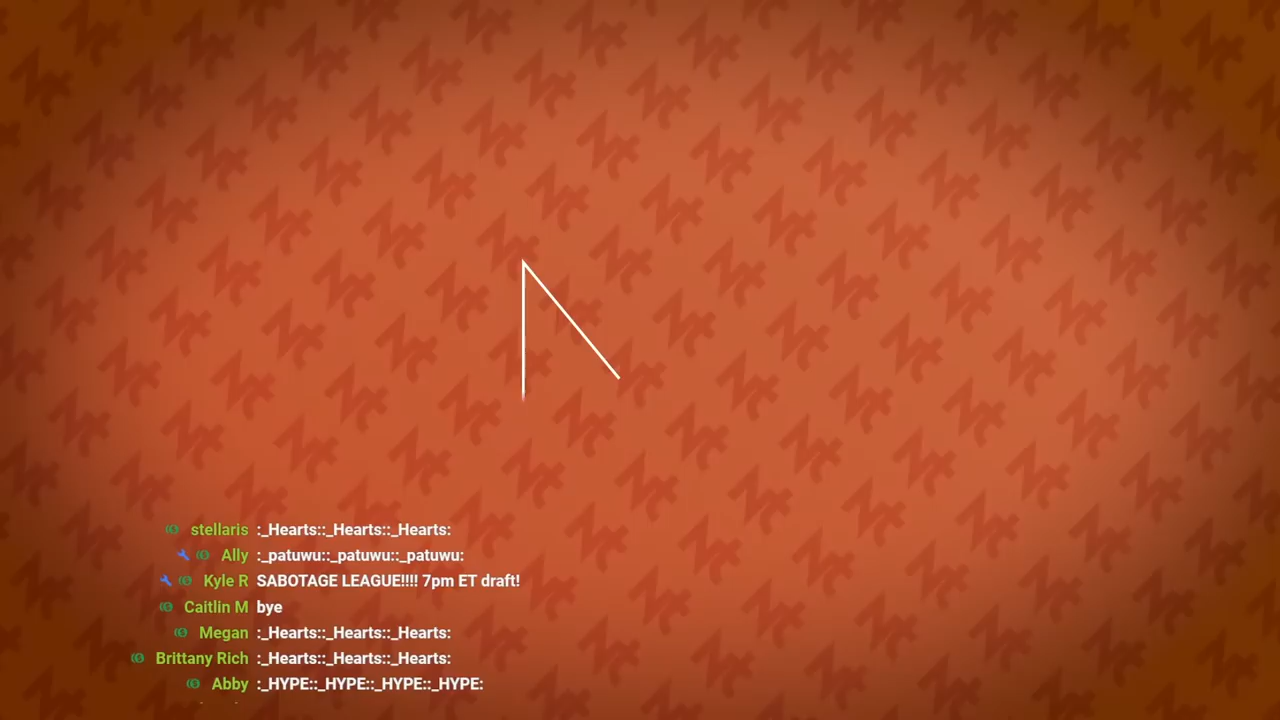 stellaris :_Hearts::_Hearts::_Hearts:
Ally :_patuwu::_patuwu::_patuwu:
Kyle R SABOTAGE LEAGUE!!!! 7pm ET draft!
Caitlin M bye
Megan :_Hearts::_Hearts::_Hearts:
Brittany Rich :_Hearts::_Hearts::_Hearts:
Abby :_HYPE::_HYPE::_HYPE::_HYPE: